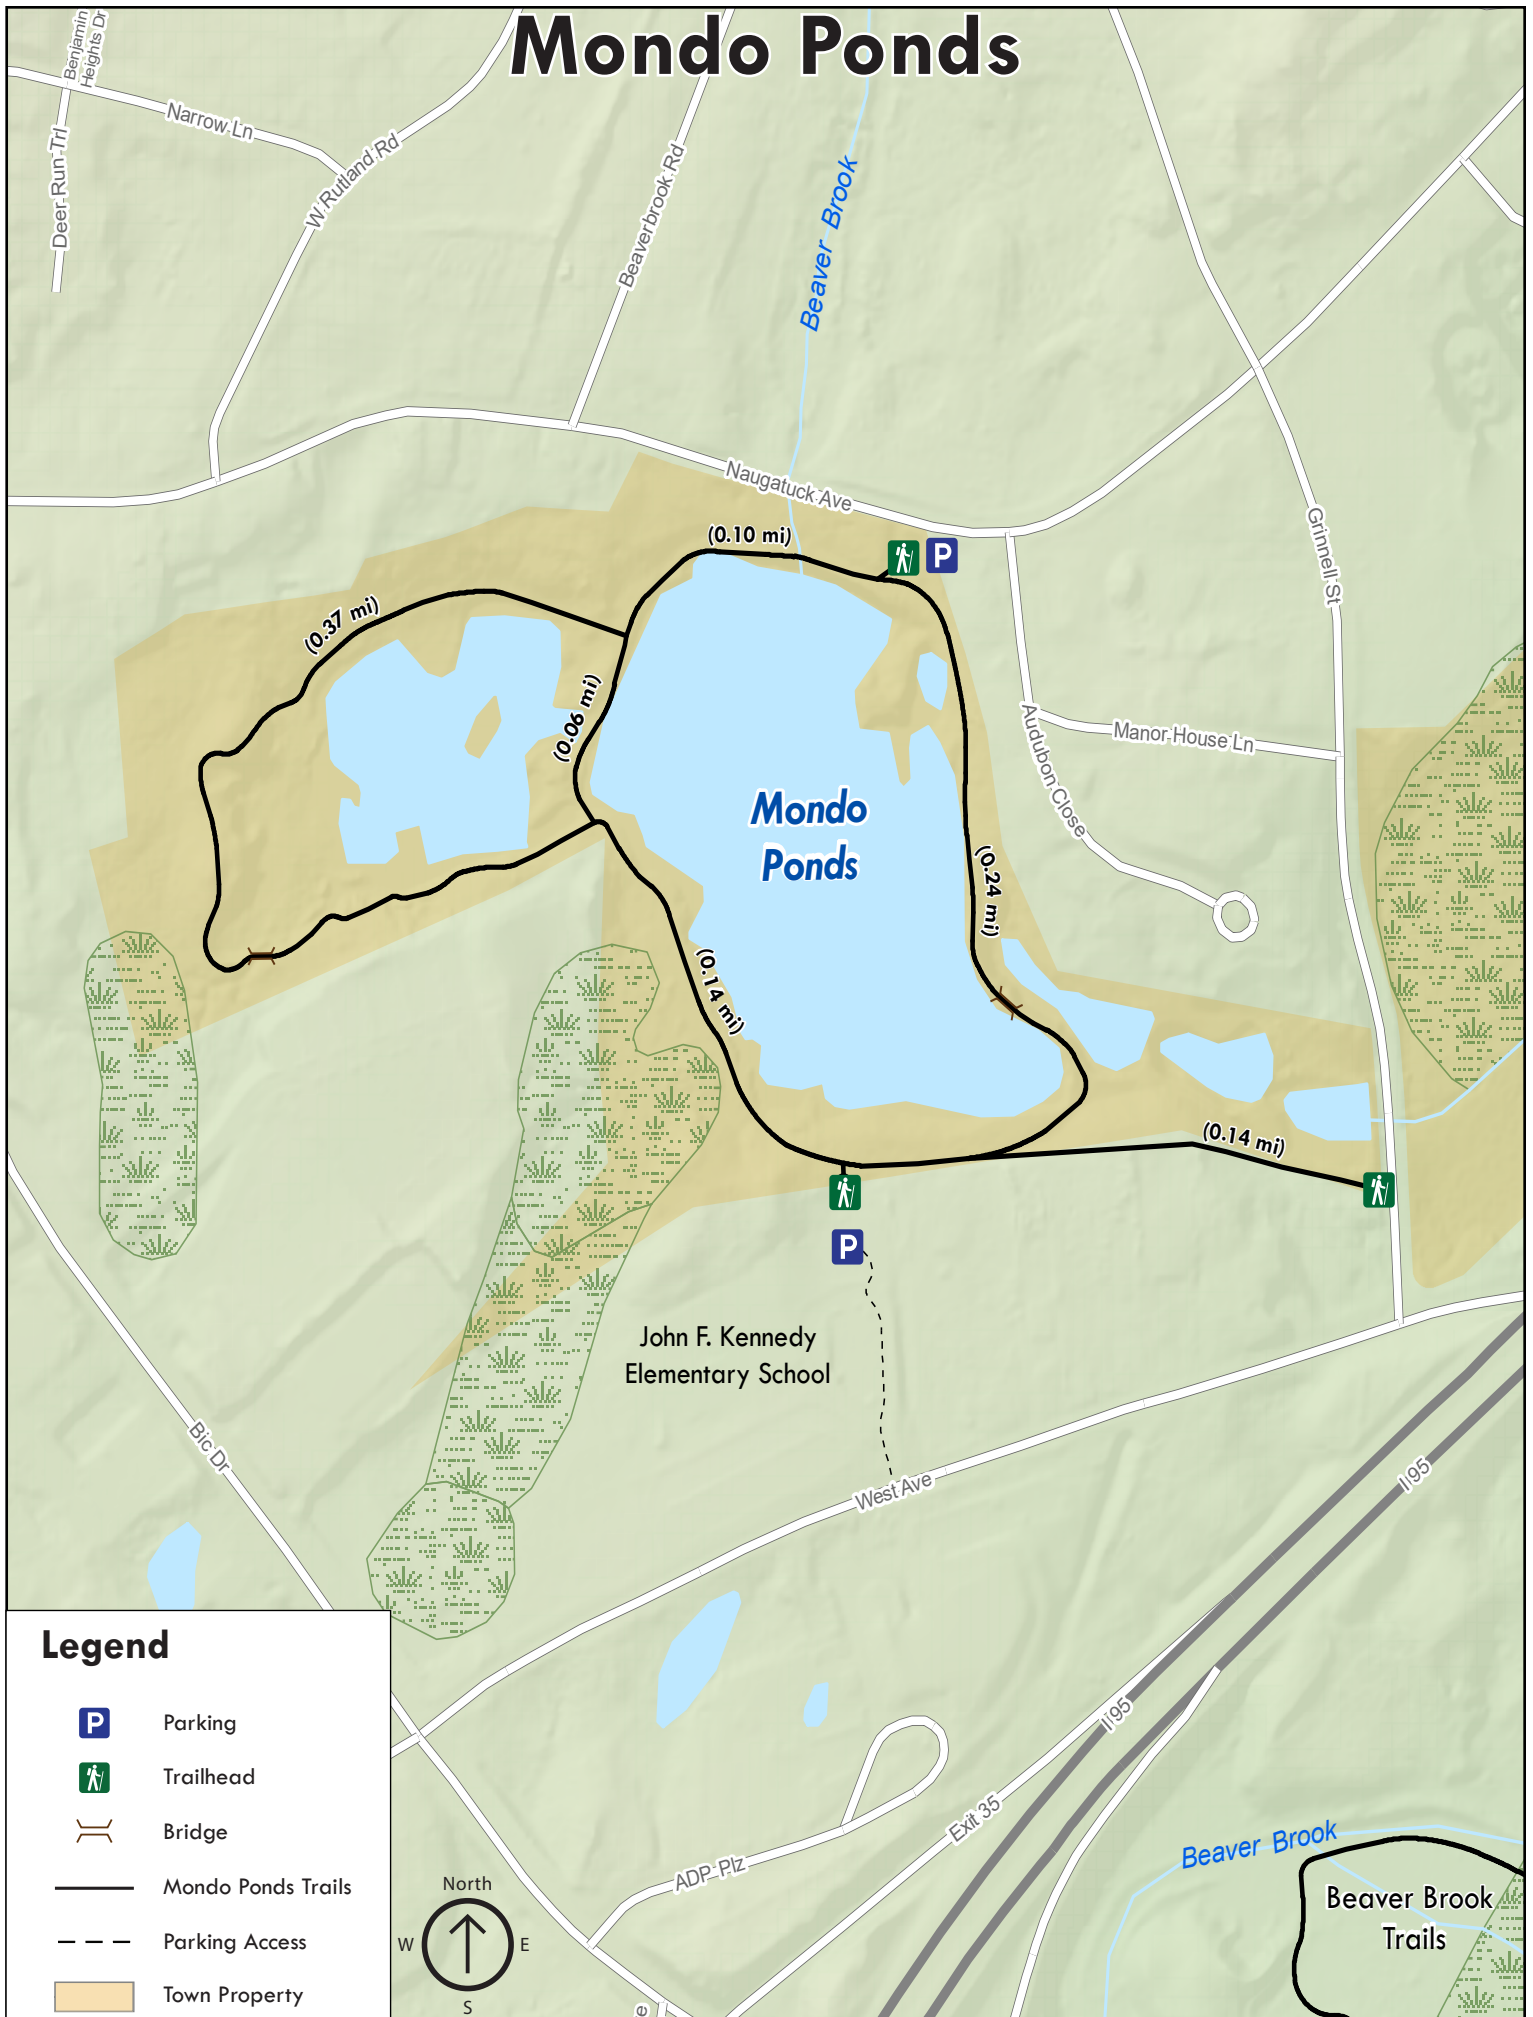 Mondo Ponds
Benjamin
Heights Dr
Narrow Ln
Deer Run Trl
W Rutland Rd
Beaverbrook Rd
Beaver Brook
Naugatuck Ave
Grinnell St
(0.10 mi)
P
(0.37 mi)
(0.06 mi)
Audubon Close
Manor House Ln
Mondo
Ponds
(0.24 mi)
(0.14 mi)
(0.14 mi)
P
John F. Kennedy
Elementary School
Bic Dr
West Ave
I 95
I 95
Exit 35
ADP Plz
Beaver Brook
Beaver Brook
Trails
North
W
E
S
e
Legend
P Parking
Trailhead
Bridge
Mondo Ponds Trails
Parking Access
Town Property